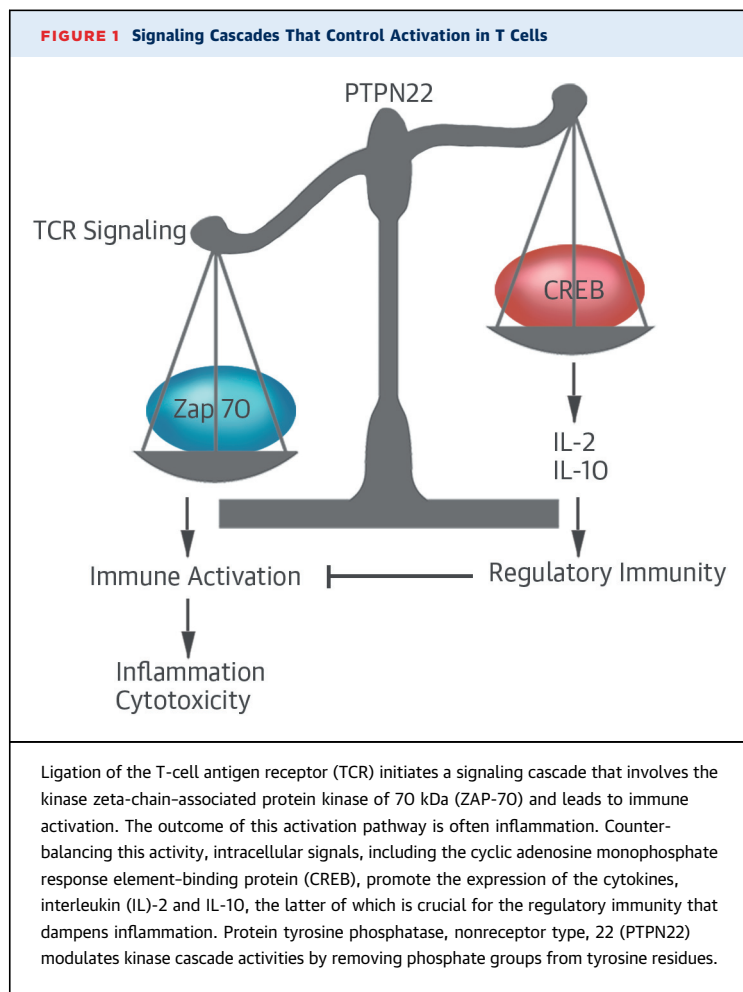 FIGURE 1 Signaling Cascades That Control Activation in T Cells
PTPN22
TCR Signaling
CREB
Zap 70
IL-2
IL-10
Immune Activation
Regulatory Immunity
Inflammation
Cytotoxicity
Ligation of the T-cell antigen receptor (TCR) initiates a signaling cascade that involves the
kinase zeta-chain–associated protein kinase of 70 kDa (ZAP-70) and leads to immune
activation. The outcome of this activation pathway is often inflammation. Counter-
balancing this activity, intracellular signals, including the cyclic adenosine monophosphate
response element–binding protein (CREB), promote the expression of the cytokines,
interleukin (IL)-2 and IL-10, the latter of which is crucial for the regulatory immunity that
dampens inflammation. Protein tyrosine phosphatase, nonreceptor type, 22 (PTPN22)
modulates kinase cascade activities by removing phosphate groups from tyrosine residues.